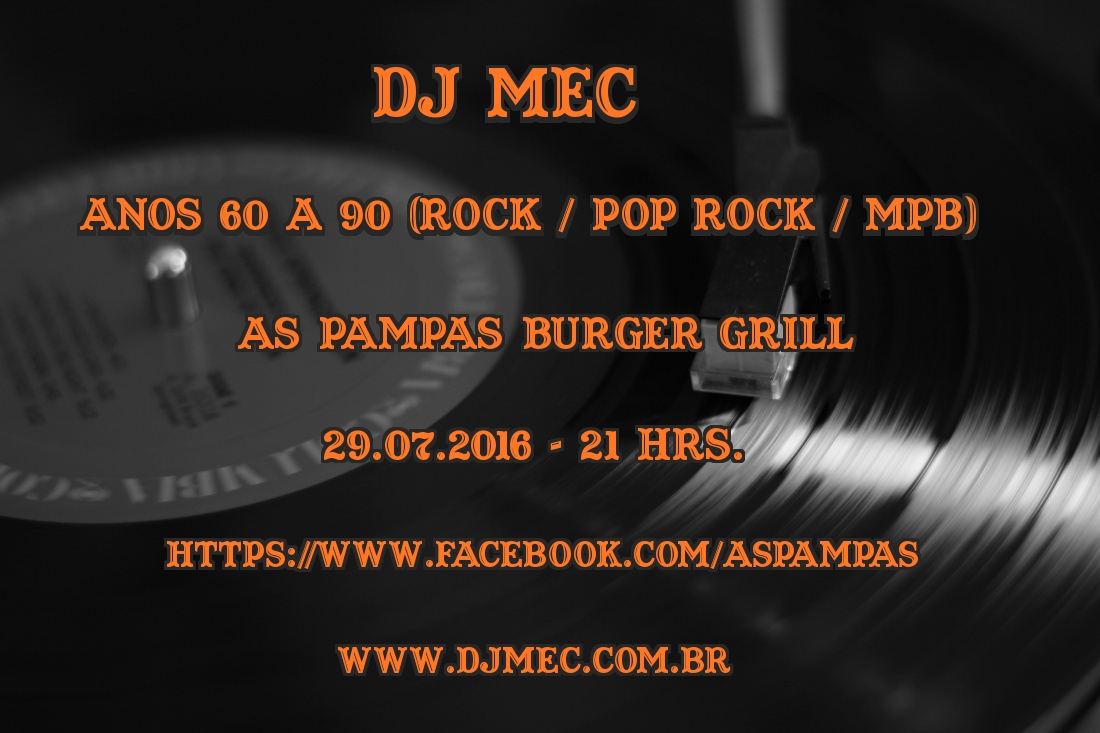 DJ MEC
ANOS 60 A 90 (ROCK / POP ROCK / MPB)
AS PAMPAS BURGER GRILL
29.07.2016 - 21 HRS.
HTTPS://WWW.FACEBOOK.COM/ASPAMPAS
WWW.DJMEC.COM.BR